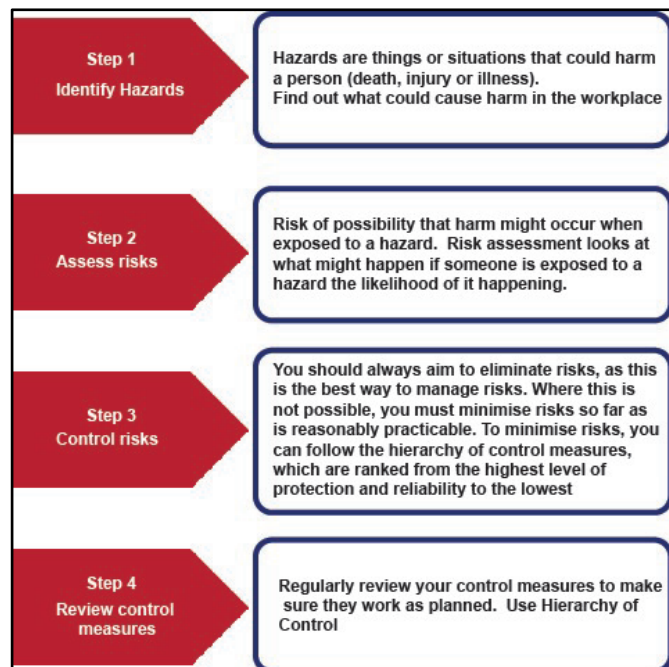 Step 1
Identify Hazards
Hazards are things or situations that could harm
a person (death, injury or illness).
Find out what could cause harm in the workplace
Step 2
Assess risks
Risk of possibility that harm might occur when
exposed to a hazard.  Risk assessment looks at
what might happen if someone is exposed to a
hazard the likelihood of it happening.
Step 3
Control risks
You should always aim to eliminate risks, as this
is the best way to manage risks. Where this is
not possible, you must minimise risks so far as
is reasonably practicable. To minimise risks, you
can follow the hierarchy of control measures,
which are ranked from the highest level of
protection and reliability to the lowest
Step 4
Review control
measures
Regularly review your control measures to make
sure they work as planned.  Use Hierarchy of
Control